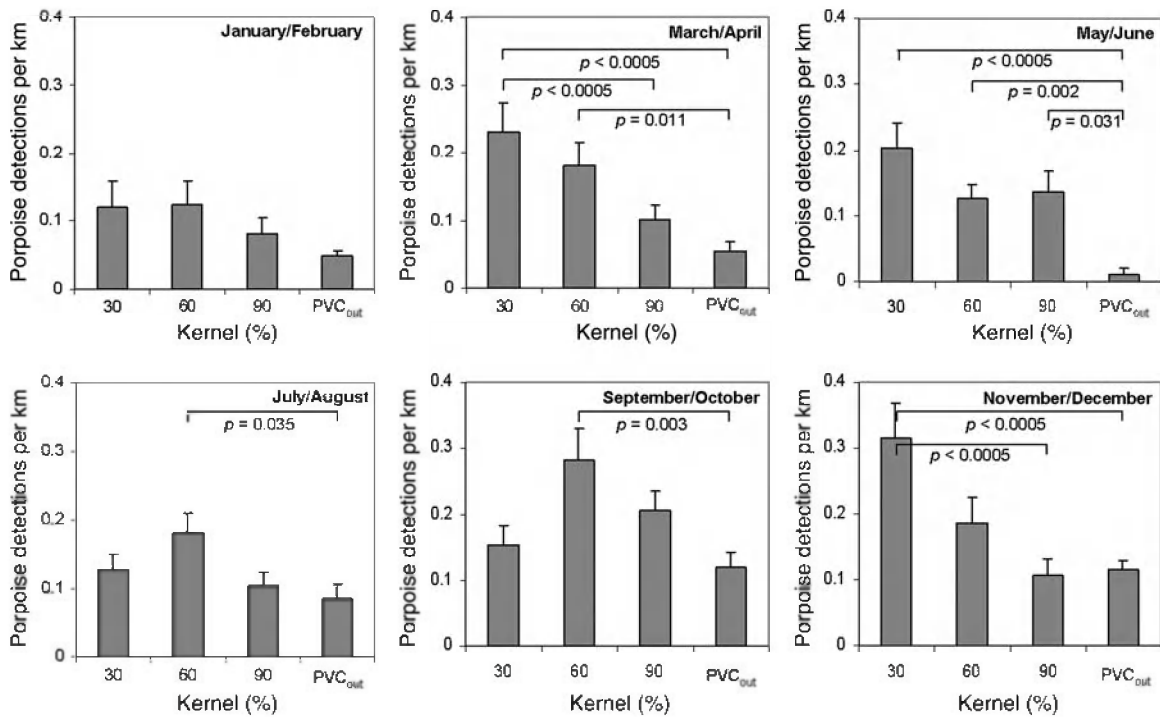 January/February
Porpoise detections per km
0.4
0.3
0.2
0.1
0
30 60 90 PVCout
Kernel (%)
March/April
Porpoise detections per km
0.4
0.3
0.2
0.1
0
p < 0.0005
p < 0.0005
p = 0.011
30 60 90 PVCout
Kernel (%)
May/June
Porpoise detections per km
0.4
0.3
0.2
0.1
0
p < 0.0005
p = 0.002
p = 0.031
30 60 90 PVCout
Kernel (%)
July/August
Porpoise detections per km
0.4
0.3
0.2
0.1
0
p = 0.035
30 60 90 PVCout
Kernel (%)
September/October
Porpoise detections per km
0.4
0.3
0.2
0.1
0
p = 0.003
30 60 90 PVCout
Kernel (%)
November/December
Porpoise detections per km
0.4
0.3
0.2
0.1
0
p < 0.0005
p < 0.0005
30 60 90 PVCout
Kernel (%)